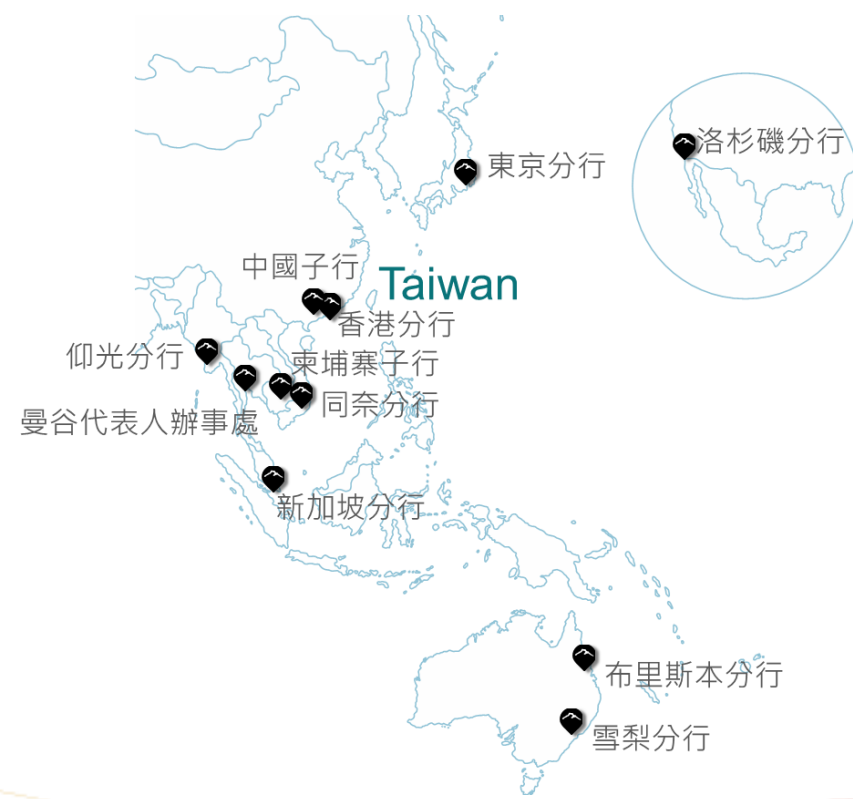 洛杉磯分行
東京分行
中國子行
Taiwan
香港分行
仰光分行
柬埔寨子行
同奈分行
曼谷代表人辦事處
新加坡分行
布里斯本分行
雪梨分行